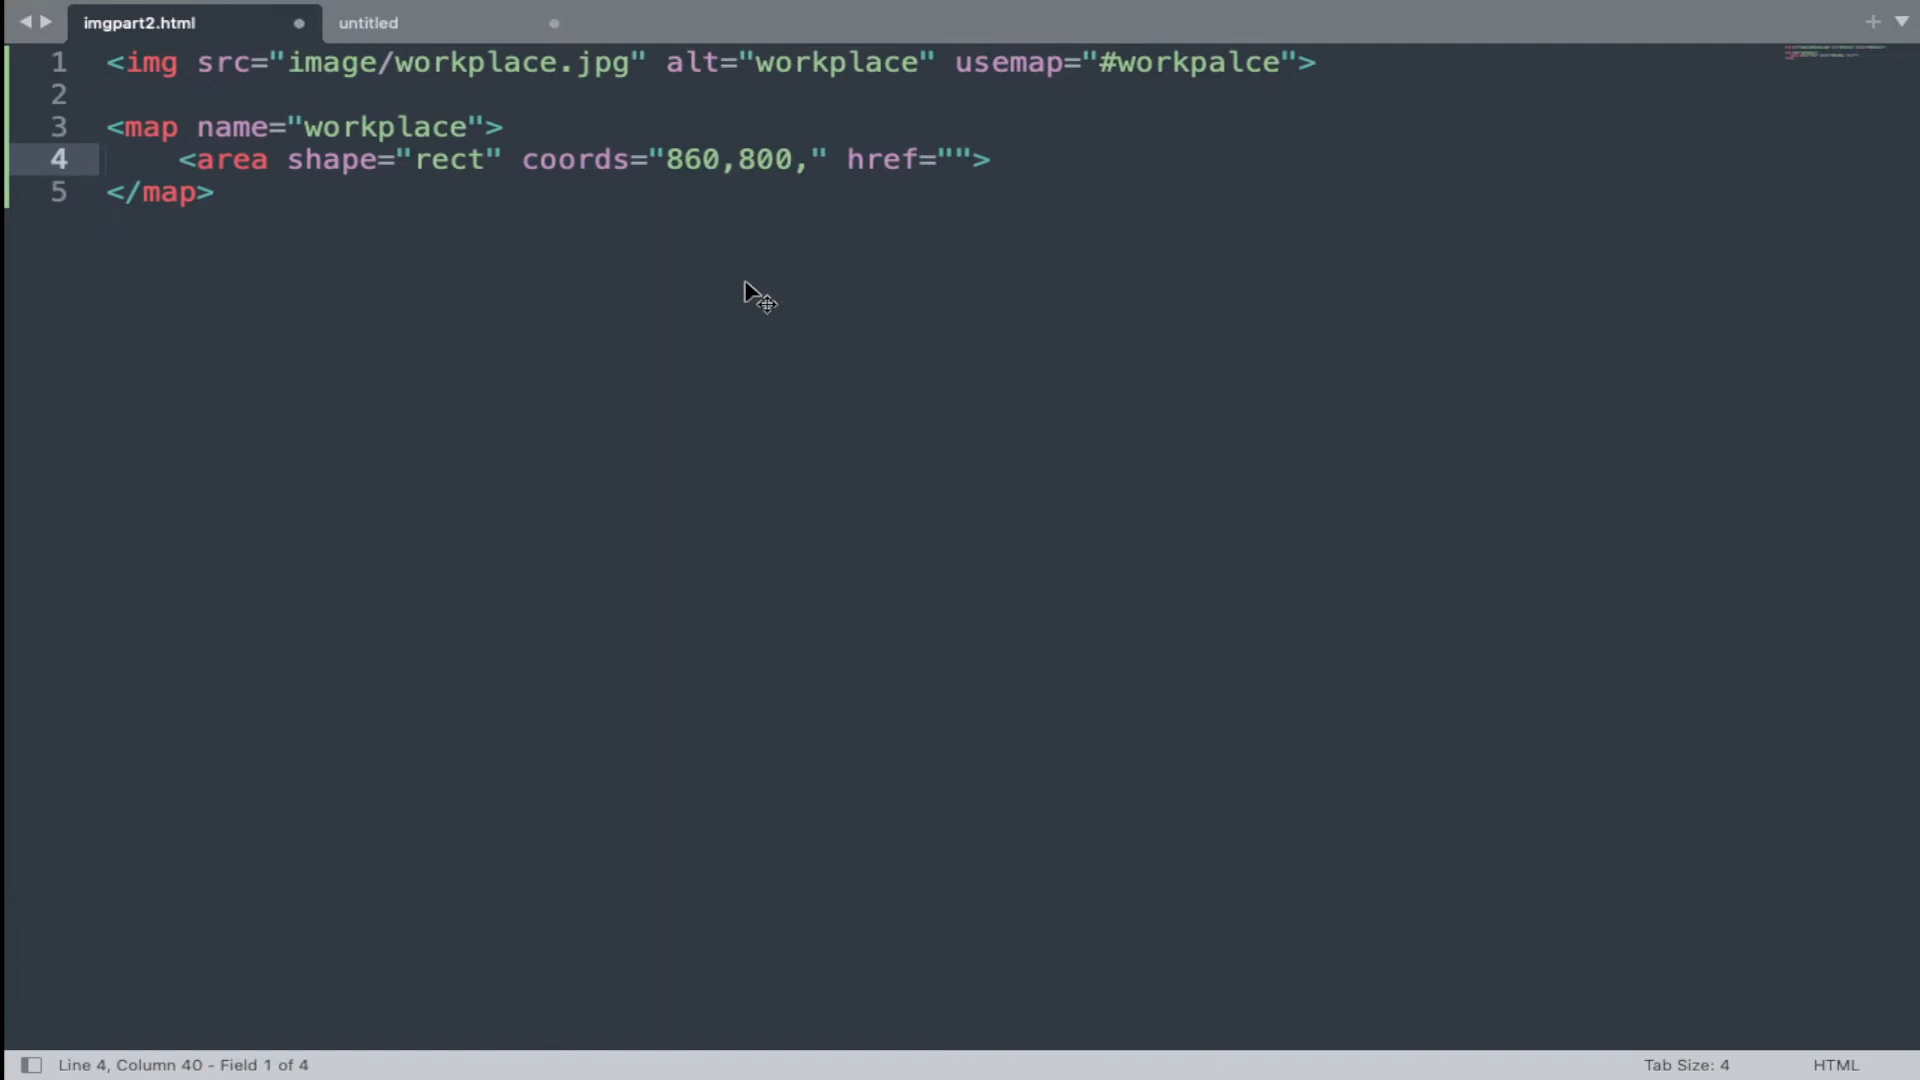 imgpart2.html untitled
1 <img src="image/workplace.jpg" alt="workplace" usemap="#workpalce">
2
3 <map name="workplace">
4 <area shape="rect" coords="860,800," href="">
5 </map>
Line 4, Column 40 - Field 1 of 4 Tab Size: 4 HTML